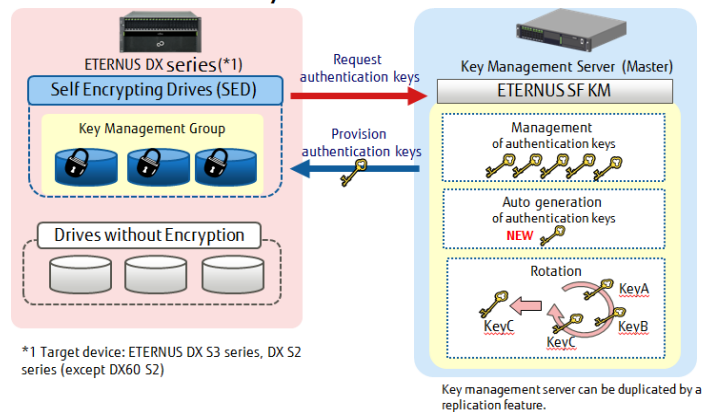 ETERNUS DX series(*1)
Self Encrypting Drives (SED)
Key Management Group
Drives without Encryption
*1 Target device: ETERNUS DX S3 series, DX S2
series (except DX60 S2)
Request
authentication keys
Provision
authentication keys
Key Management Server (Master)
ETERNUS SF KM
Management
of authentication keys
Auto generation
of authentication keys
NEW
Rotation
KeyA
KeyB
KeyC
KeyC
Key management server can be duplicated by a
replication feature.